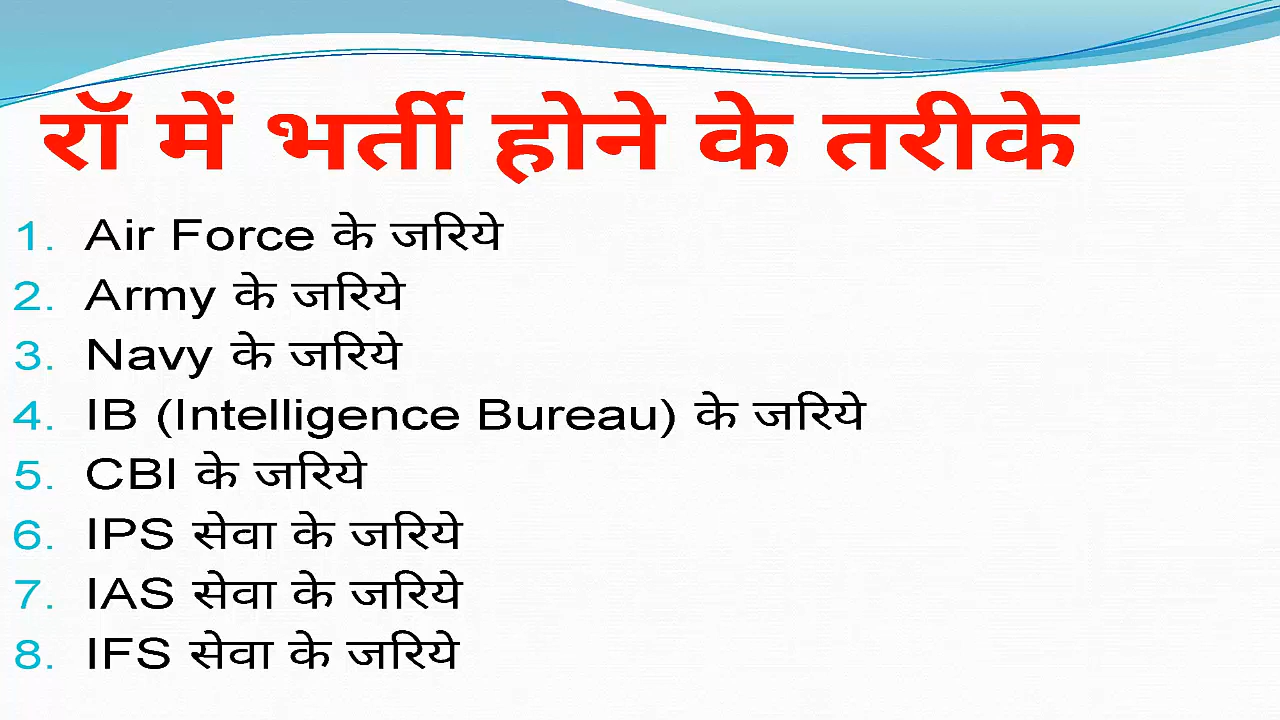 रॉ में भर्ती होने के तरीके
1. Air Force के जरिये
2. Army के जरिये
3. Navy के जरिये
4. IB (Intelligence Bureau) के जरिये
5. CBI के जरिये
6. IPS सेवा के जरिये
7. IAS सेवा के जरिये
8. IFS सेवा के जरिये